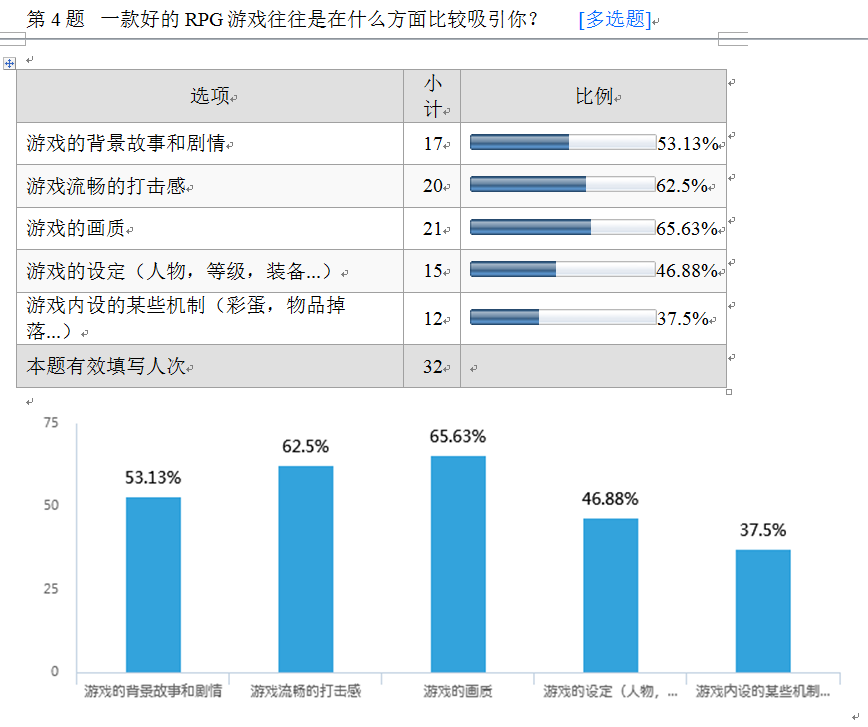 第 4 题 一款好的 RPG 游戏往往是在什么方面比较吸引你？ [多选题]
选项 小计 比例
游戏的背景故事和剧情 17 53.13%
游戏流畅的打击感 20 62.5%
游戏的画质 21 65.63%
游戏的设定（人物，等级，装备...） 15 46.88%
游戏内设的某些机制（彩蛋，物品掉
落...） 12 37.5%
本题有效填写人次 32
75
50
25
0
53.13%
62.5%
65.63%
46.88%
37.5%
游戏的背景故事和剧情 游戏流畅的打击感 游戏的画质 游戏的设定（人物，... 游戏内设的某些机制...